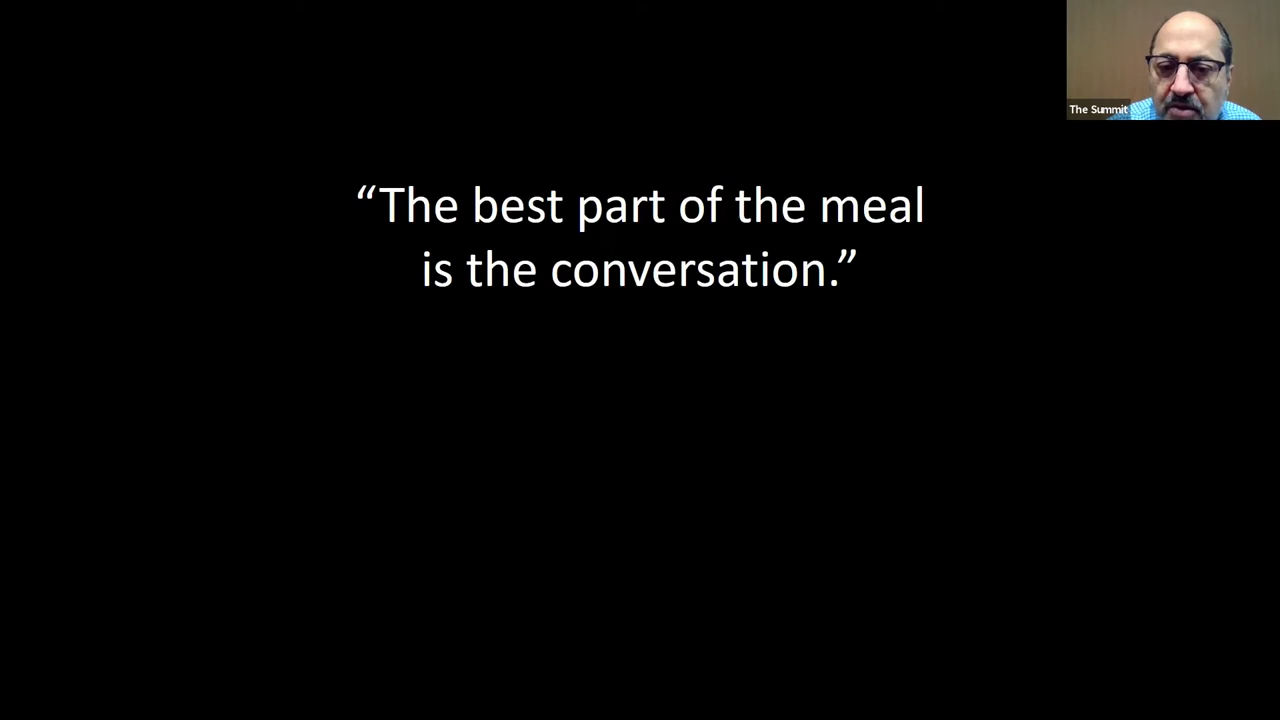 The Summit
“The best part of the meal
is the conversation.”